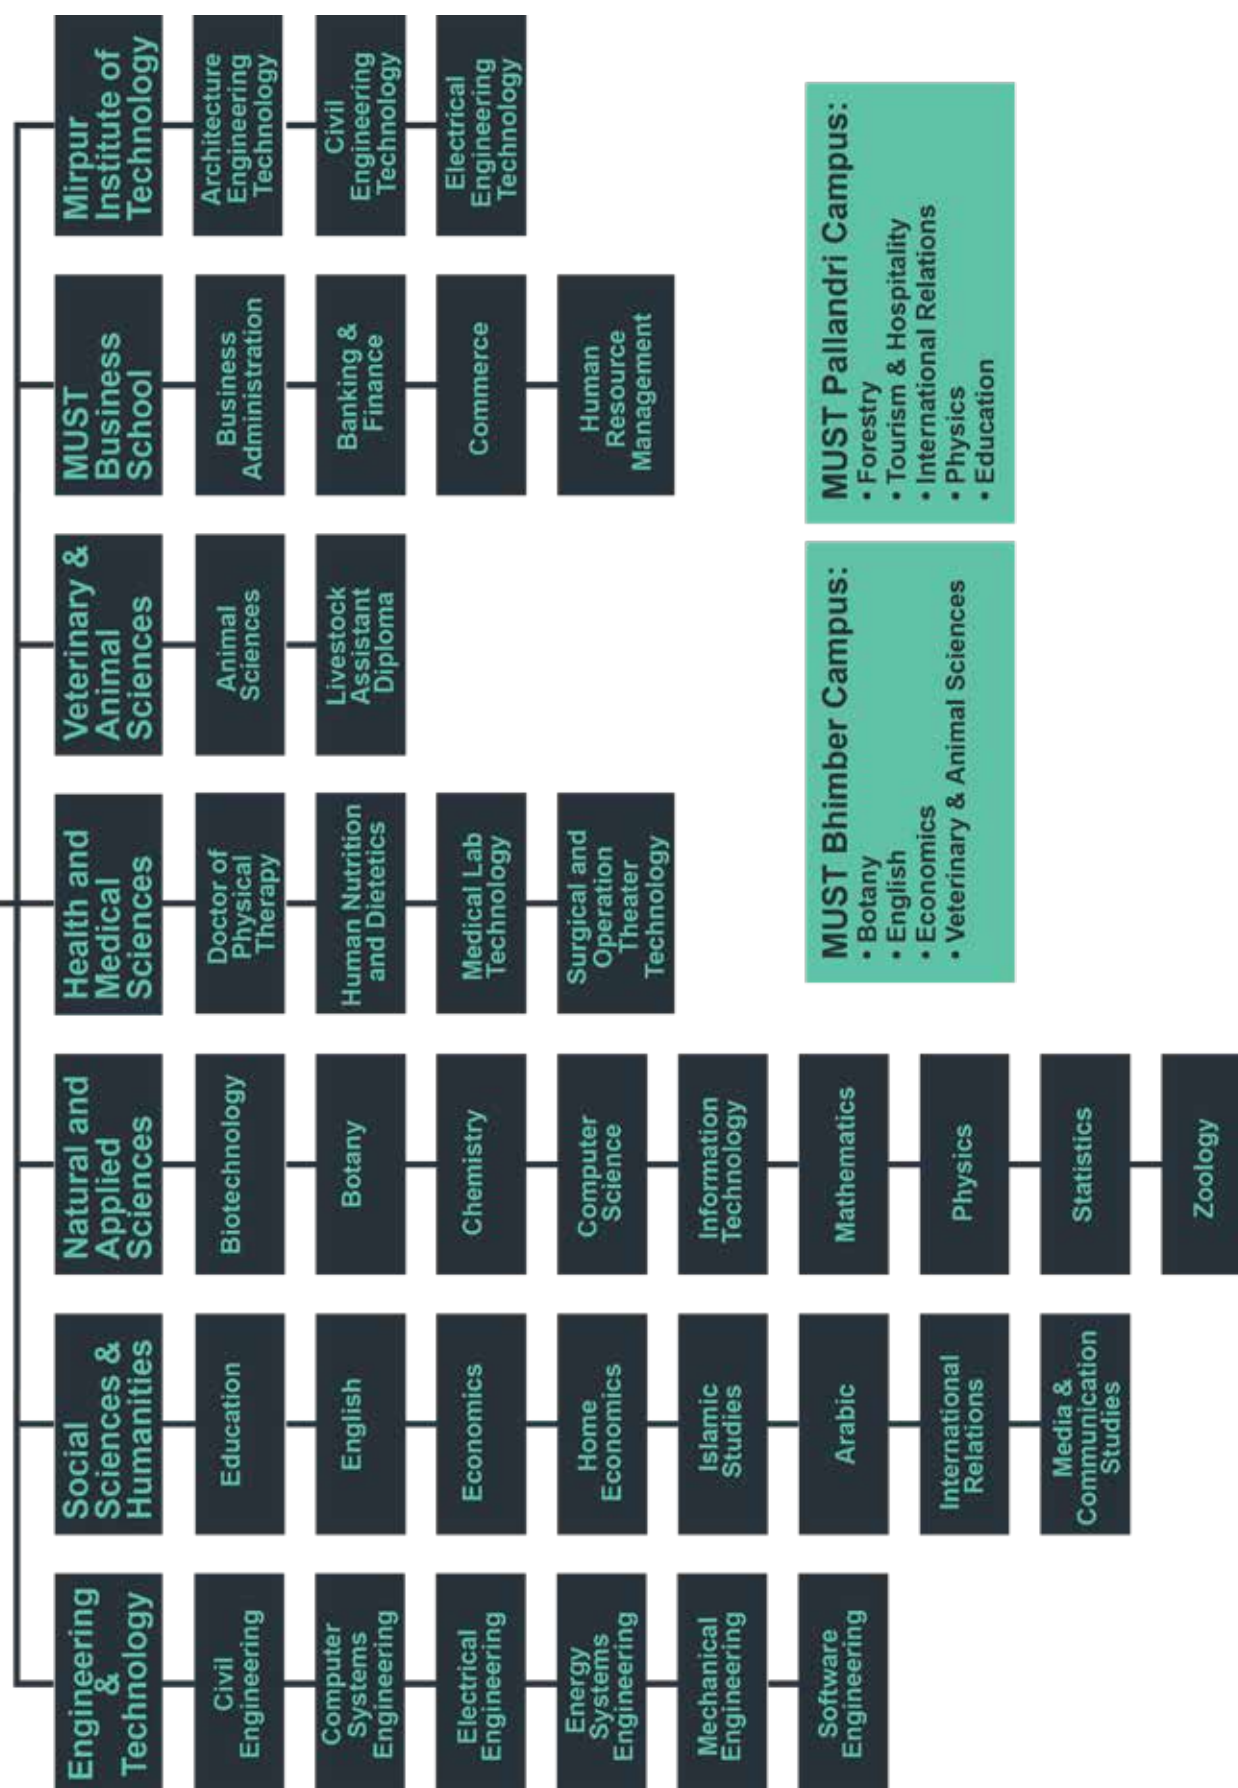 Engineering
&
Technology
Civil
Engineering
Computer
Systems
Engineering
Electrical
Engineering
Energy
Systems
Engineering
Mechanical
Engineering
Software
Engineering
Social
Sciences &
Humanities
Education
English
Economics
Home
Economics
Islamic
Studies
Arabic
International
Relations
Media &
Communication
Studies
Natural and
Applied
Sciences
Biotechnology
Botany
Chemistry
Computer
Science
Information
Technology
Mathematics
Physics
Statistics
Zoology
Health and
Medical
Sciences
Doctor of
Physical
Therapy
Human Nutrition
and Dietetics
Medical Lab
Technology
Surgical and
Operation
Theater
Technology
Veterinary &
Animal
Sciences
Animal
Sciences
Livestock
Assistant
Diploma
MUST
Business
School
Business
Administration
Banking &
Finance
Commerce
Human
Resource
Management
Mirpur
Institute of
Technology
Architecture
Engineering
Technology
Civil
Engineering
Technology
Electrical
Engineering
Technology
MUST Bhimber Campus:
• Botany
• English
• Economics
• Veterinary & Animal Sciences
MUST Pallandri Campus:
• Forestry
• Tourism & Hospitality
• International Relations
• Physics
• Education